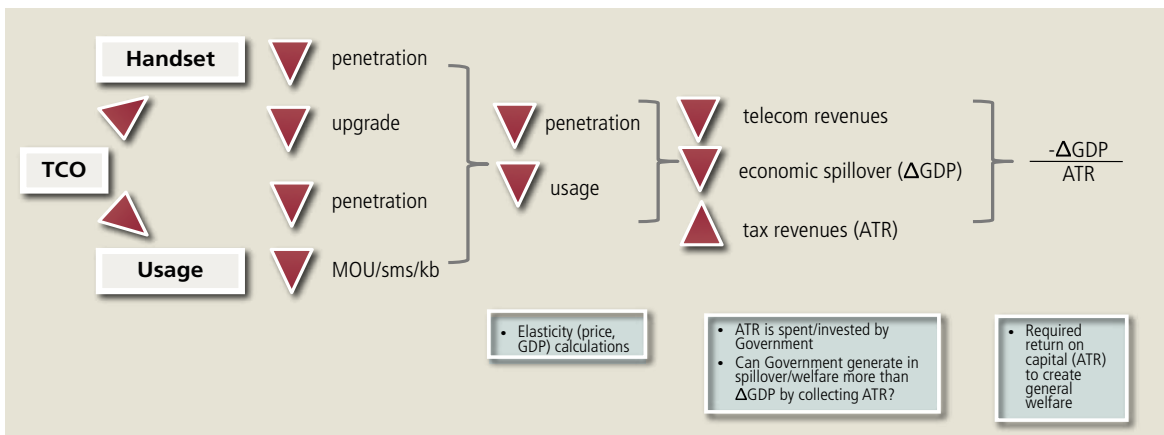 Handset
penetration
upgrade
TCO
penetration
Usage
MOU/sms/kb
penetration
usage
telecom revenues
economic spillover (ΔGDP)
tax revenues (ATR)
-ΔGDP
ATR
• Elasticity (price,
GDP) calculations
• ATR is spent/invested by
Government
• Can Government generate in
spillover/welfare more than
ΔGDP by collecting ATR?
• Required
return on
capital (ATR)
to create
general
welfare